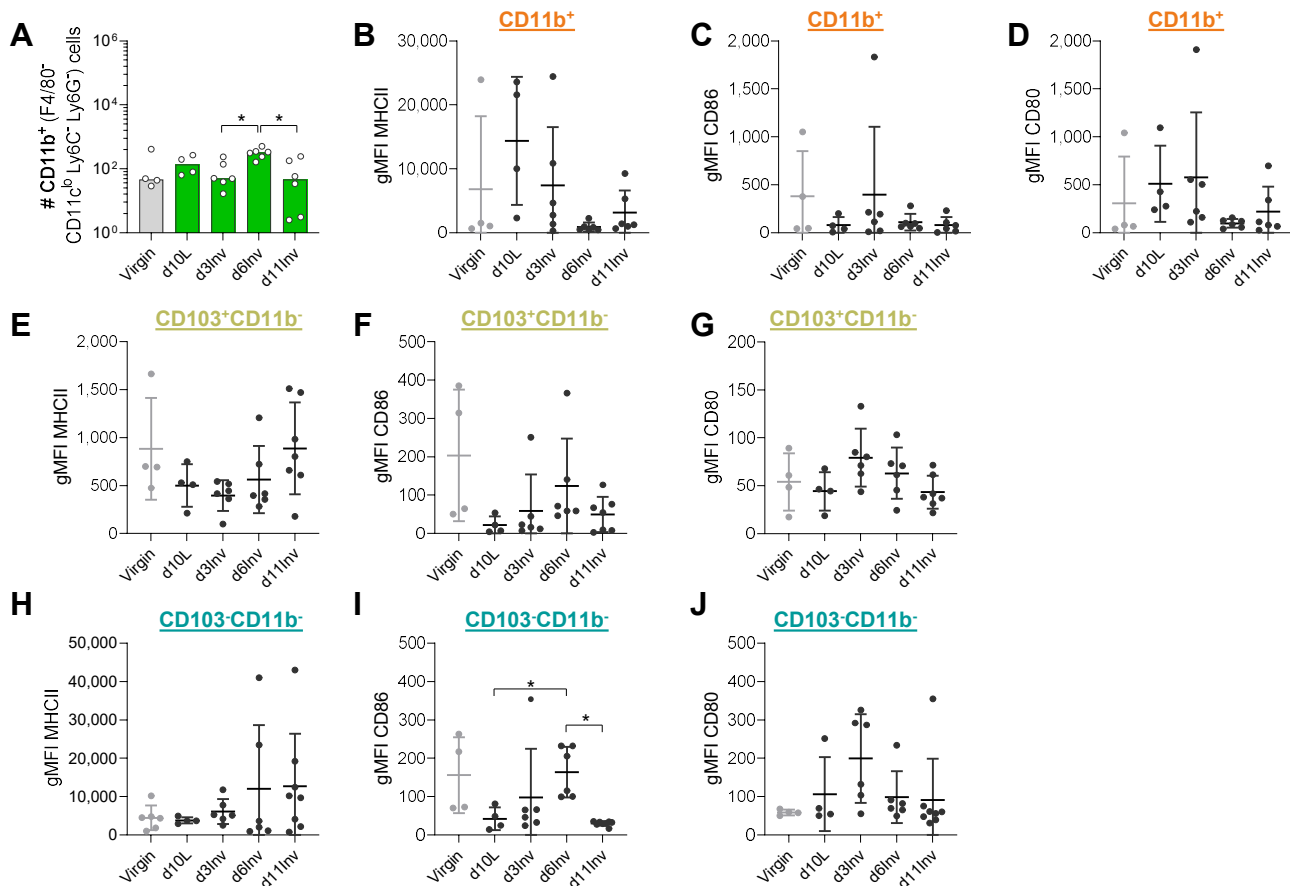 A
# CD11b⁺ (F4/80⁻
CD11c^lo Ly6C⁻ Ly6G⁻) cells
10⁶
10⁴
10²
10⁰
* *
Virgin d10L d3Inv d6Inv d11Inv
B
CD11b⁺
gMFI MHCII
30,000
20,000
10,000
0
Virgin d10L d3Inv d6Inv d11Inv
C
CD11b⁺
gMFI CD86
2,000
1,500
1,000
500
0
Virgin d10L d3Inv d6Inv d11Inv
D
CD11b⁺
gMFI CD80
2,000
1,500
1,000
500
0
Virgin d10L d3Inv d6Inv d11Inv
E
CD103⁺CD11b⁻
gMFI MHCII
2,000
1,500
1,000
500
0
Virgin d10L d3Inv d6Inv d11Inv
F
CD103⁺CD11b⁻
gMFI CD86
500
400
300
200
100
0
Virgin d10L d3Inv d6Inv d11Inv
G
CD103⁺CD11b⁻
gMFI CD80
200
150
100
50
0
Virgin d10L d3Inv d6Inv d11Inv
H
CD103⁻CD11b⁻
gMFI MHCII
50,000
40,000
30,000
20,000
10,000
0
Virgin d10L d3Inv d6Inv d11Inv
I
CD103⁻CD11b⁻
gMFI CD86
500
400
300
200
100
0
*
*
Virgin d10L d3Inv d6Inv d11Inv
J
CD103⁻CD11b⁻
gMFI CD80
500
400
300
200
100
0
Virgin d10L d3Inv d6Inv d11Inv